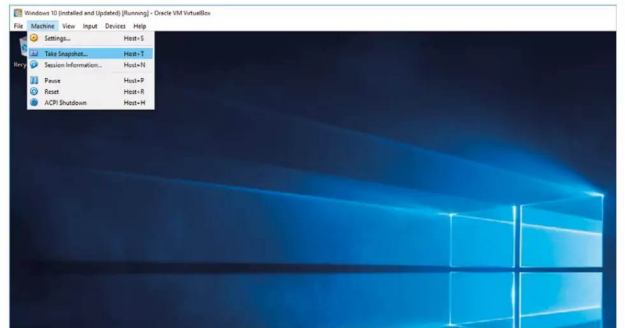 Windows 10 (Installed and Updated) [Running] - Oracle VM VirtualBox
File Machine View Input Devices Help
Settings... Host+S
Take Snapshot... Host+T
Session Information... Host+N
Pause Host+P
Reset Host+R
ACPI Shutdown Host+H
Recy